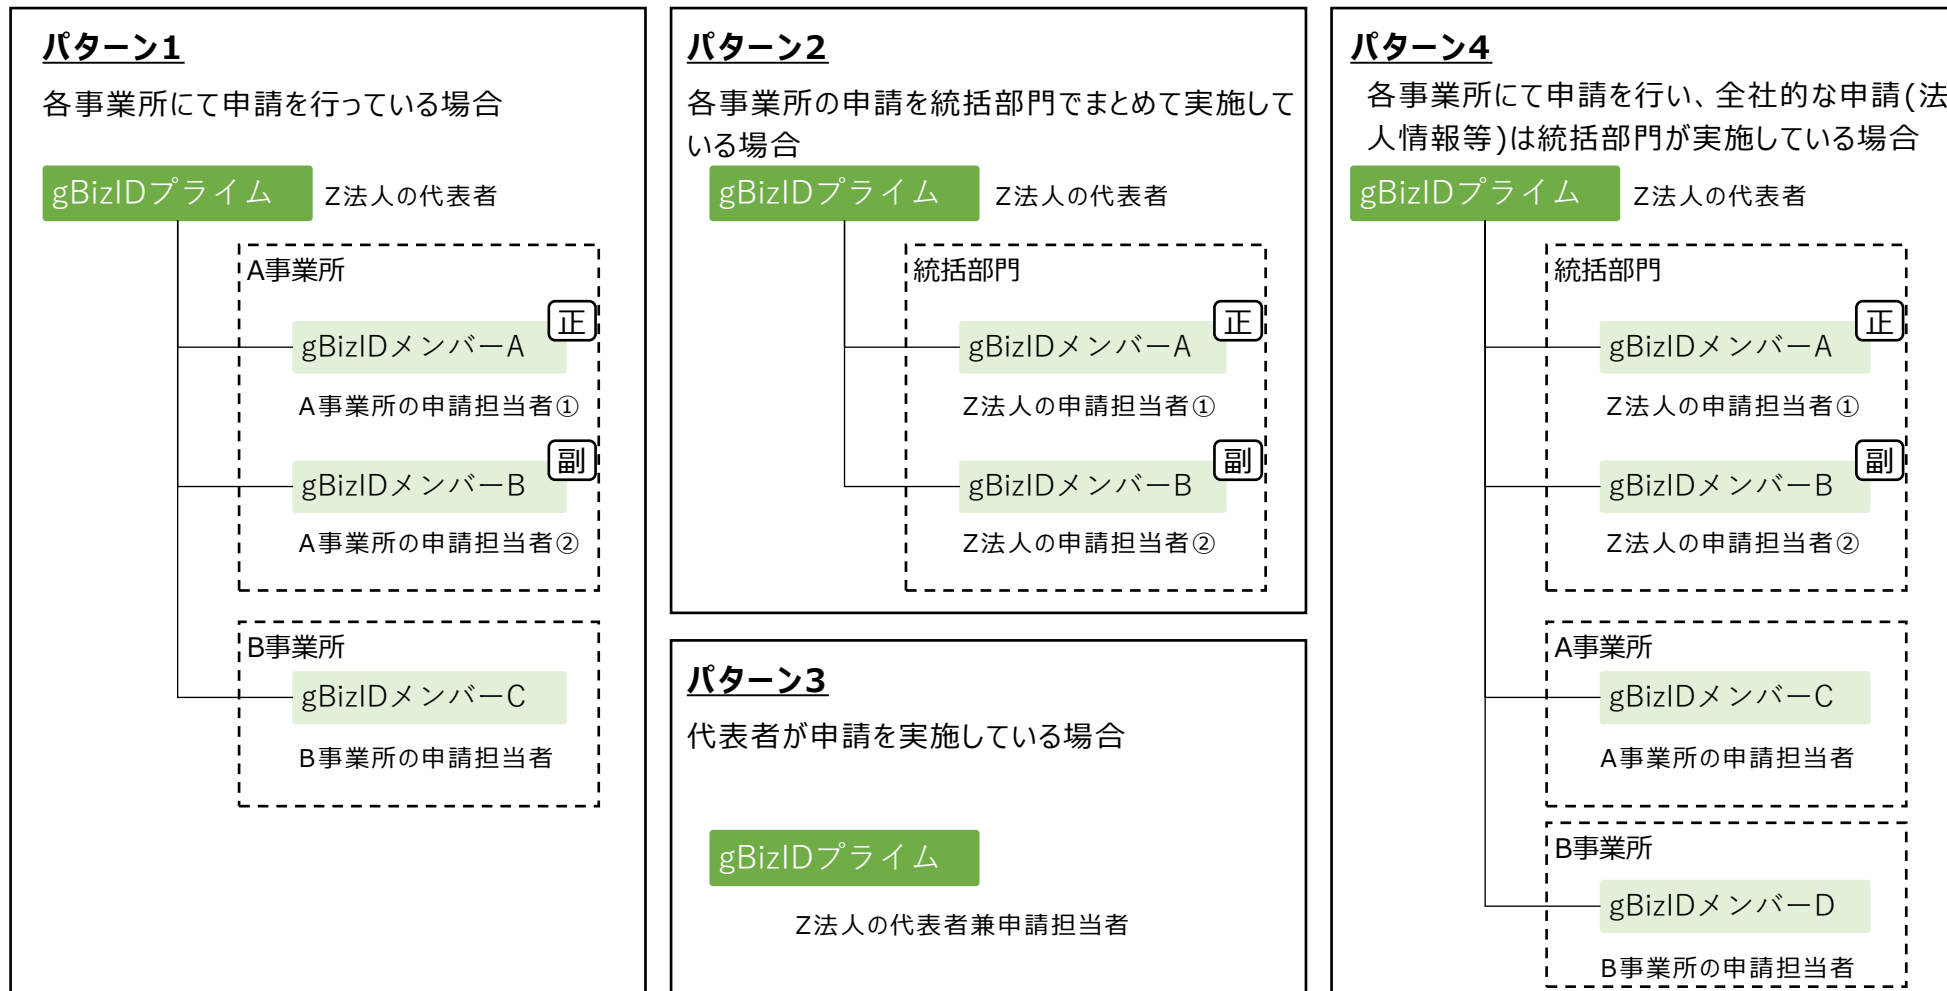 パターン1
各事業所にて申請を行っている場合
gBizIDプライム
Z法人の代表者
A事業所
正
gBizIDメンバーA
A事業所の申請担当者①
副
gBizIDメンバーB
A事業所の申請担当者②
B事業所
gBizIDメンバーC
B事業所の申請担当者
パターン2
各事業所の申請を統括部門でまとめて実施して
いる場合
gBizIDプライム
Z法人の代表者
統括部門
正
gBizIDメンバーA
Z法人の申請担当者①
副
gBizIDメンバーB
Z法人の申請担当者②
パターン3
代表者が申請を実施している場合
gBizIDプライム
Z法人の代表者兼申請担当者
パターン4
各事業所にて申請を行い、全社的な申請(法
人情報等)は統括部門が実施している場合
gBizIDプライム
Z法人の代表者
統括部門
正
gBizIDメンバーA
Z法人の申請担当者①
副
gBizIDメンバーB
Z法人の申請担当者②
A事業所
gBizIDメンバーC
A事業所の申請担当者
B事業所
gBizIDメンバーD
B事業所の申請担当者